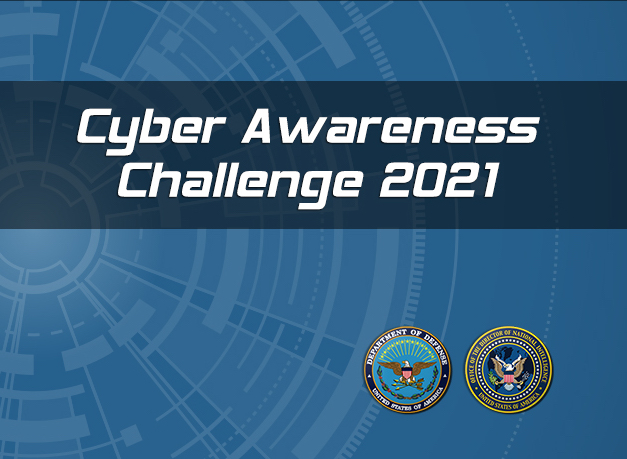 Cyber Awareness
Challenge 2021
DEPARTMENT OF DEFENSE
UNITED STATES OF AMERICA
OFFICE OF THE DIRECTOR OF NATIONAL INTELLIGENCE
UNITED STATES OF AMERICA